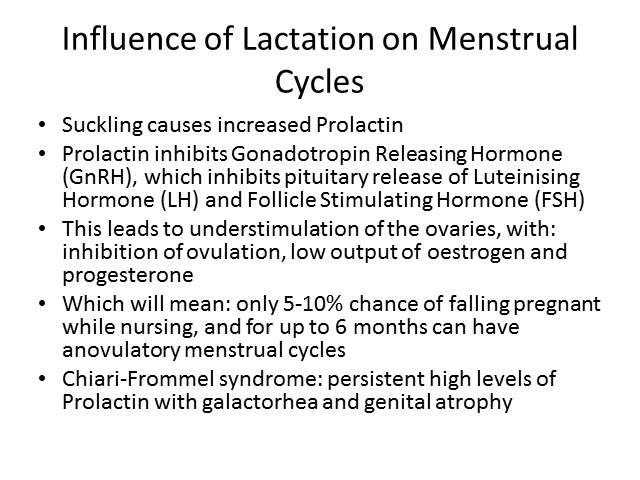 Influence of Lactation on Menstrual
Cycles
• Suckling causes increased Prolactin
• Prolactin inhibits Gonadotropin Releasing Hormone
(GnRH), which inhibits pituitary release of Luteinising
Hormone (LH) and Follicle Stimulating Hormone (FSH)
• This leads to understimulation of the ovaries, with:
inhibition of ovulation, low output of oestrogen and
progesterone
• Which will mean: only 5-10% chance of falling pregnant
while nursing, and for up to 6 months can have
anovulatory menstrual cycles
• Chiari-Frommel syndrome: persistent high levels of
Prolactin with galactorhea and genital atrophy